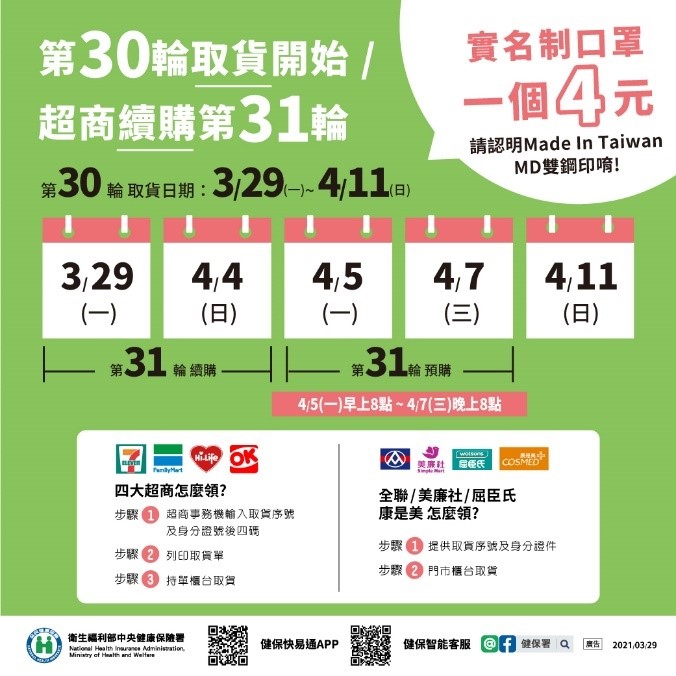 第30輪取貨開始 /
超商續購第31輪
實名制口罩
一個4元
請認明Made In Taiwan
MD雙鋼印唷!
第30輪 取貨日期：3/29(一)~ 4/11(日)
3/29
(一)
4/4
(日)
4/5
(一)
4/7
(三)
4/11
(日)
第31輪 續購
第31輪 預購
4/5(一)早上8點 ~ 4/7(三)晚上8點
7
ELEVEN
FamilyMart
Hi-Life
OK
四大超商怎麼領?
步驟 1 超商事務機輸入取貨序號
及身分證號後四碼
步驟 2 列印取貨單
步驟 3 持單櫃台取貨
美廉社
Simple Mart
watsons
屈臣氏
康是美
COSMED
全聯/美廉社/屈臣氏
康是美 怎麼領?
步驟 1 提供取貨序號及身分證件
步驟 2 門市櫃台取貨
衛生福利部中央健康保險署
National Health Insurance Administration,
Ministry of Health and Welfare
健保快易通APP
健保智能客服
健保署
廣告
2021/03/29